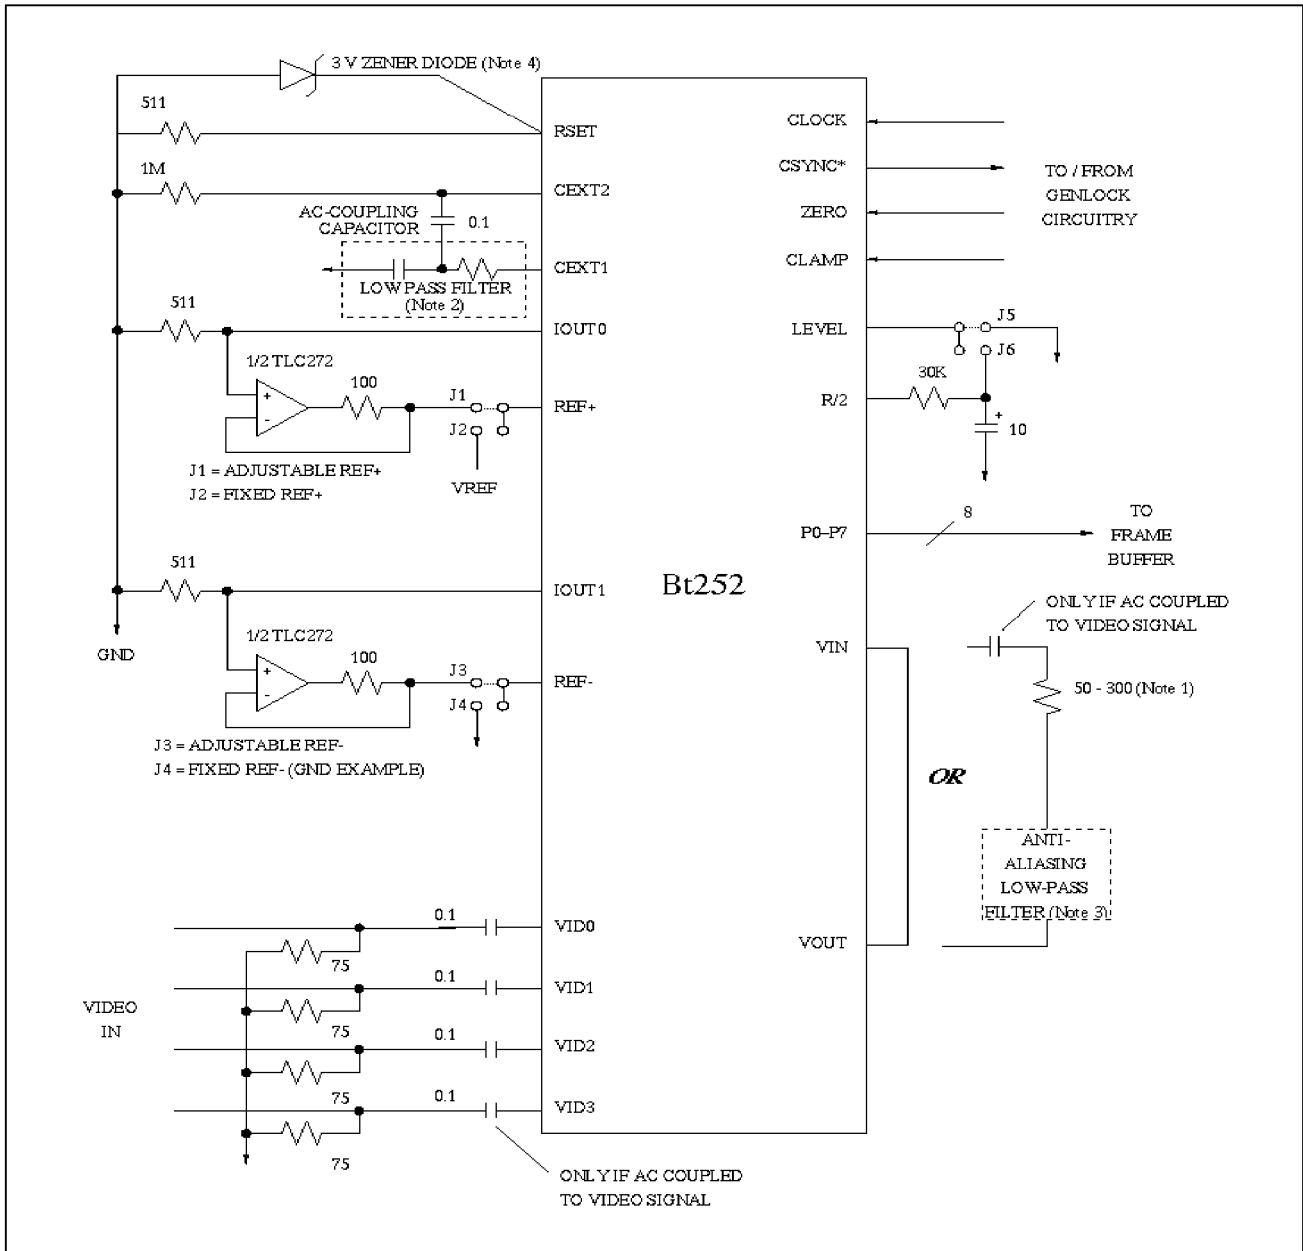 3 V ZENER DIODE (Note 4)
511
RSET
1M
CEXT2
AC-COUPLING
CAPACITOR
0.1
CEXT1
LOW PASS FILTER
(Note 2)
511
IOUT0
1/2 TLC272
100
+
-
J1
REF+
J2
J1 = ADJUSTABLE REF+
J2 = FIXED REF+
VREF
511
IOUT1
GND
1/2 TLC272
100
+
-
J3
REF-
J4
J3 = ADJUSTABLE REF-
J4 = FIXED REF- (GND EXAMPLE)
Bt252
CLOCK
CSYNC*
ZERO
CLAMP
TO / FROM
GENLOCK
CIRCUITRY
LEVEL
J5
J6
30K
R/2
+
10
P0-P7
8
TO
FRAME
BUFFER
ONLY IF AC COUPLED
TO VIDEO SIGNAL
VIN
50 - 300 (Note 1)
OR
ANTI-
ALIASING
LOW-PASS
FILTER (Note 3)
VOUT
0.1
VID0
75
0.1
VID1
VIDEO
IN
75
0.1
VID2
75
0.1
VID3
75
ONLY IF AC COUPLED
TO VIDEO SIGNAL